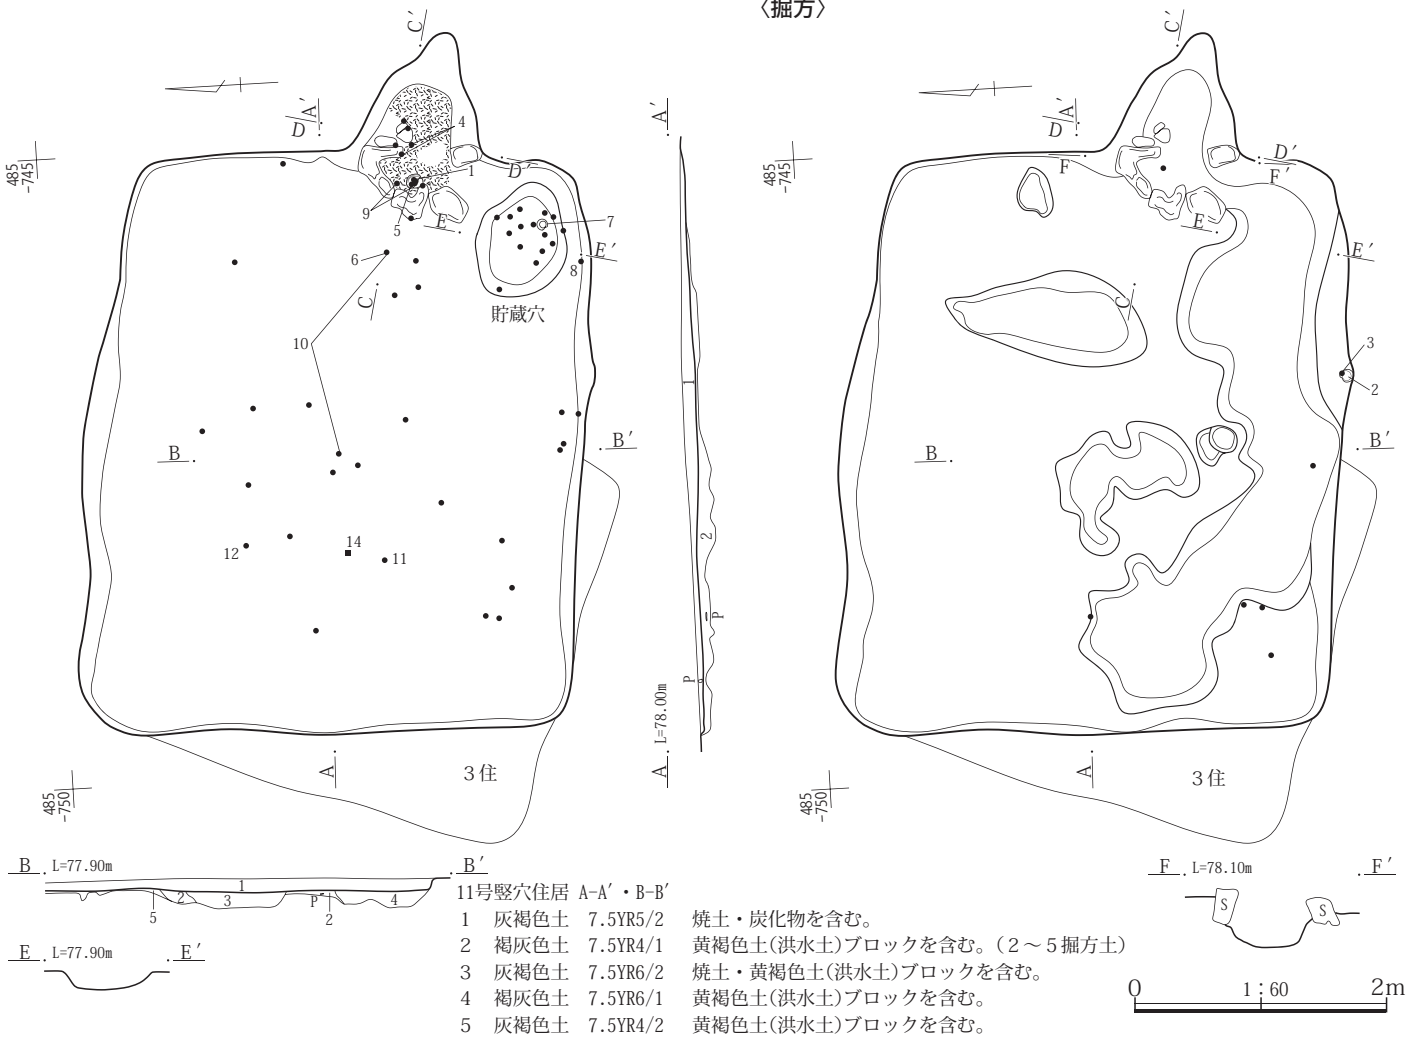 〈掘方〉
C′
C′
A′
D
A′
A′
D
485
-745
4
1
D′
9
5
E
7
6
E′
8
C
貯蔵穴
10
B
B′
12
14
11
A
3住
485
-750
1
2
P
P
L=78.00m
A
485
-745
F
D′
F′
E
E′
C
3
2
B
B′
A
3住
485
-750
B L=77.90m B′
1
2 3 P 4
5 2
E L=77.90m E′
11号竪穴住居 A-A′・B-B′
1 灰褐色土 7.5YR5/2 焼土・炭化物を含む。
2 褐灰色土 7.5YR4/1 黄褐色土(洪水土)ブロックを含む。(2〜5掘方土)
3 灰褐色土 7.5YR6/2 焼土・黄褐色土(洪水土)ブロックを含む。
4 褐灰色土 7.5YR6/1 黄褐色土(洪水土)ブロックを含む。
5 灰褐色土 7.5YR4/2 黄褐色土(洪水土)ブロックを含む。
F L=78.10m F′
S S
0 1:60 2m